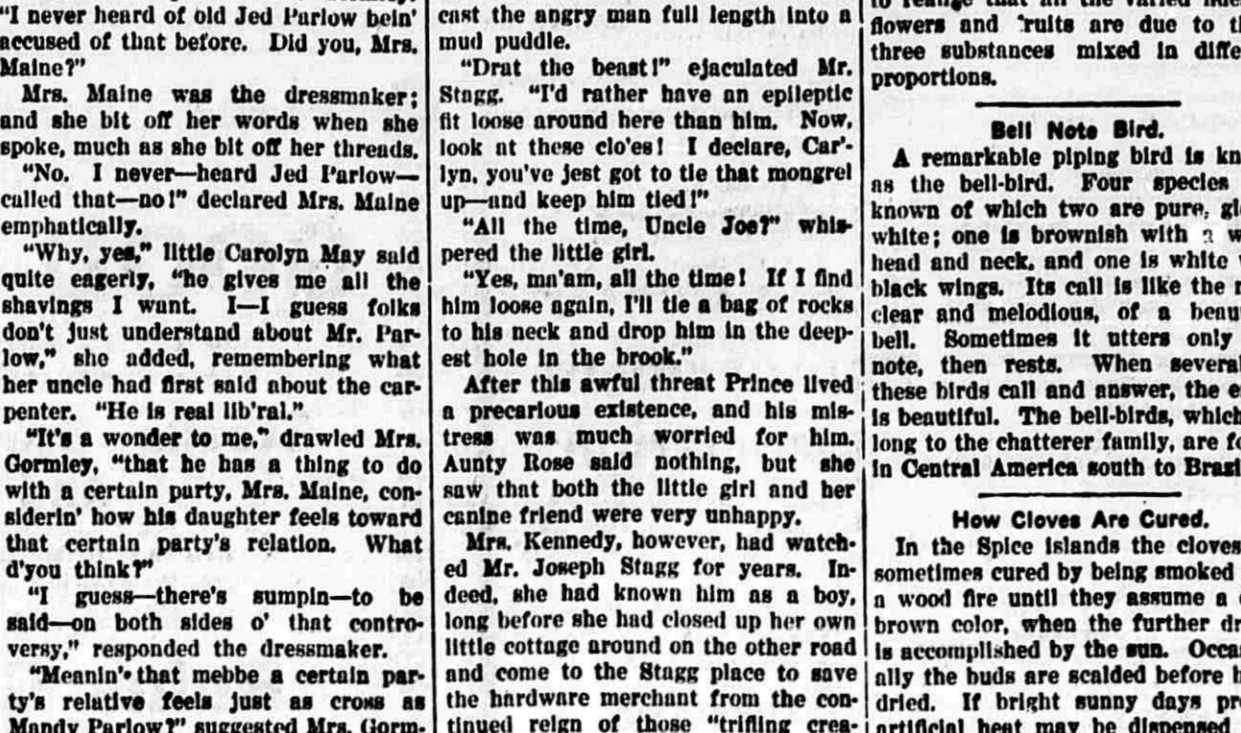 "I never heard of old Jed Parlow bein'
accused of that before. Did you, Mrs.
Maine?"
Mrs. Maine was the dressmaker;
and she bit off her words when she
spoke, much as she bit off her threads.
"No. I never—heard Jed Parlow—
called that—no!" declared Mrs. Maine
emphatically.
"Why, yes," little Carolyn May said
quite eagerly, "he gives me all the
shavings I want. I—I guess folks
don't just understand about Mr. Par-
low," she added, remembering what
her uncle had first said about the car-
penter. "He is real lib'ral."
"It's a wonder to me," drawled Mrs.
Gormley, "that he has a thing to do
with a certain party, Mrs. Maine, con-
siderin' how his daughter feels toward
that certain party's relation. What
d'you think?"
"I guess—there's sumpin—to be
said—on both sides o' that contro-
versy," responded the dressmaker.
"Meanin' that mebbe a certain par-
ty's relative feels just as cross as
Mandy Parlow?" suggested Mrs. Gorm-
cast the angry man full length into a
mud puddle.
"Drat the beast!" ejaculated Mr.
Stagg. "I'd rather have an epileptic
fit loose around here than him. Now,
look at these clo'es! I declare, Car'-
lyn, you've jest got to tie that mongrel
up—and keep him tied!"
"All the time, Uncle Joe?" whis-
pered the little girl.
"Yes, ma'am, all the time! If I find
him loose again, I'll tie a bag of rocks
to his neck and drop him in the deep-
est hole in the brook."
After this awful threat Prince lived
a precarious existence, and his mis-
tress was much worried for him.
Aunty Rose said nothing, but she
saw that both the little girl and her
canine friend were very unhappy.
Mrs. Kennedy, however, had watch-
ed Mr. Joseph Stagg for years. In-
deed, she had known him as a boy,
long before she had closed up her own
little cottage around on the other road
and come to the Stagg place to save
the hardware merchant from the con-
tinued reign of those "trifling crea-
flowers and fruits are due to
three substances mixed in
proportions.
Bell Note Bird.
A remarkable piping bird is
as the bell-bird. Four species
known of which two are pure,
white; one is brownish with a
head and neck, and one is white
black wings. Its call is like the
clear and melodious, of a
bell. Sometimes it utters only
note, then rests. When several
these birds call and answer, the
is beautiful. The bell-birds, which
long to the chatterer family, are
in Central America south to
How Cloves Are Cured.
In the Spice islands the cloves
sometimes cured by being smoked
a wood fire until they assume a
brown color, when the further
is accomplished by the sun.
ally the buds are scalded before
dried. If bright sunny days
artificial heat may be dispensed